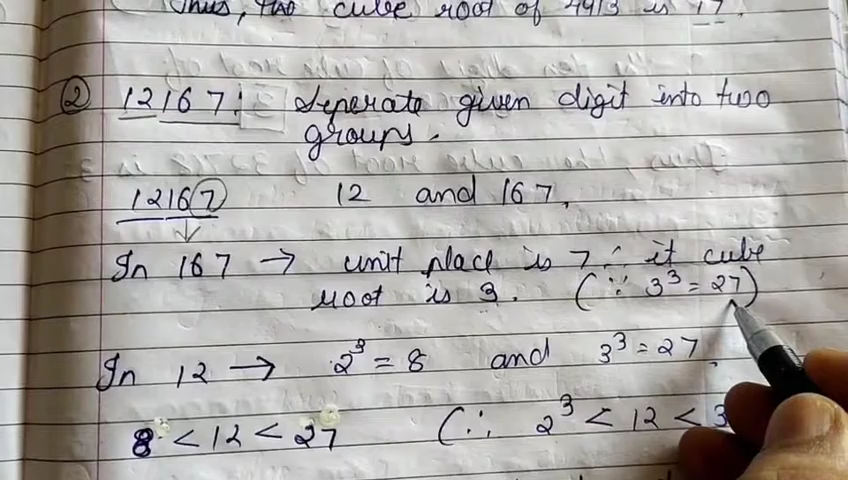 Thus, the cube root of 4913 is 17.
② 12167: Seperate given digit into two
groups.
12167 12 and 167,
In 167 → unit place is 7 ∴ it cube
root is 3. (∵ 3³ = 27)
In 12 → 2³ = 8 and 3³ = 27.
8 < 12 < 27 (∴ 2³ < 12 < 3